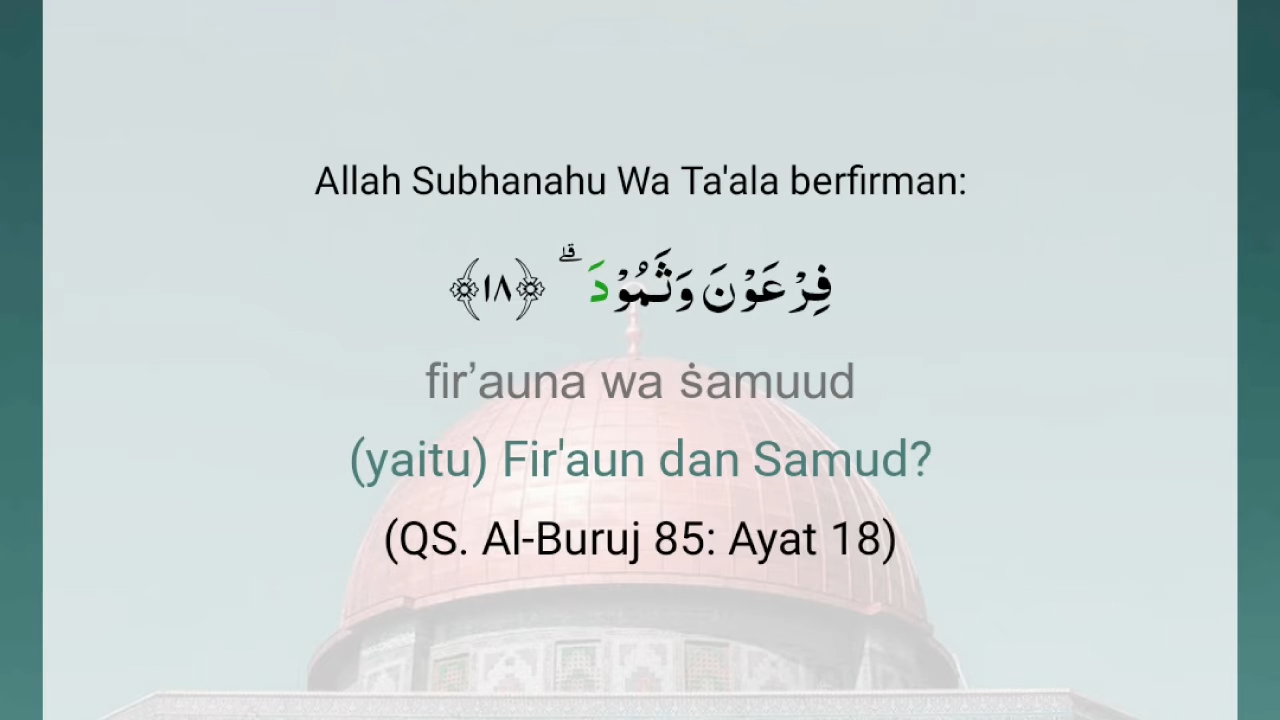 Allah Subhanahu Wa Ta'ala berfirman:
فِرْعَوْنَ وَثَمُوْدَ ۗ ﴿١٨﴾
fir’auna wa ṡamuud
(yaitu) Fir'aun dan Samud?
(QS. Al-Buruj 85: Ayat 18)